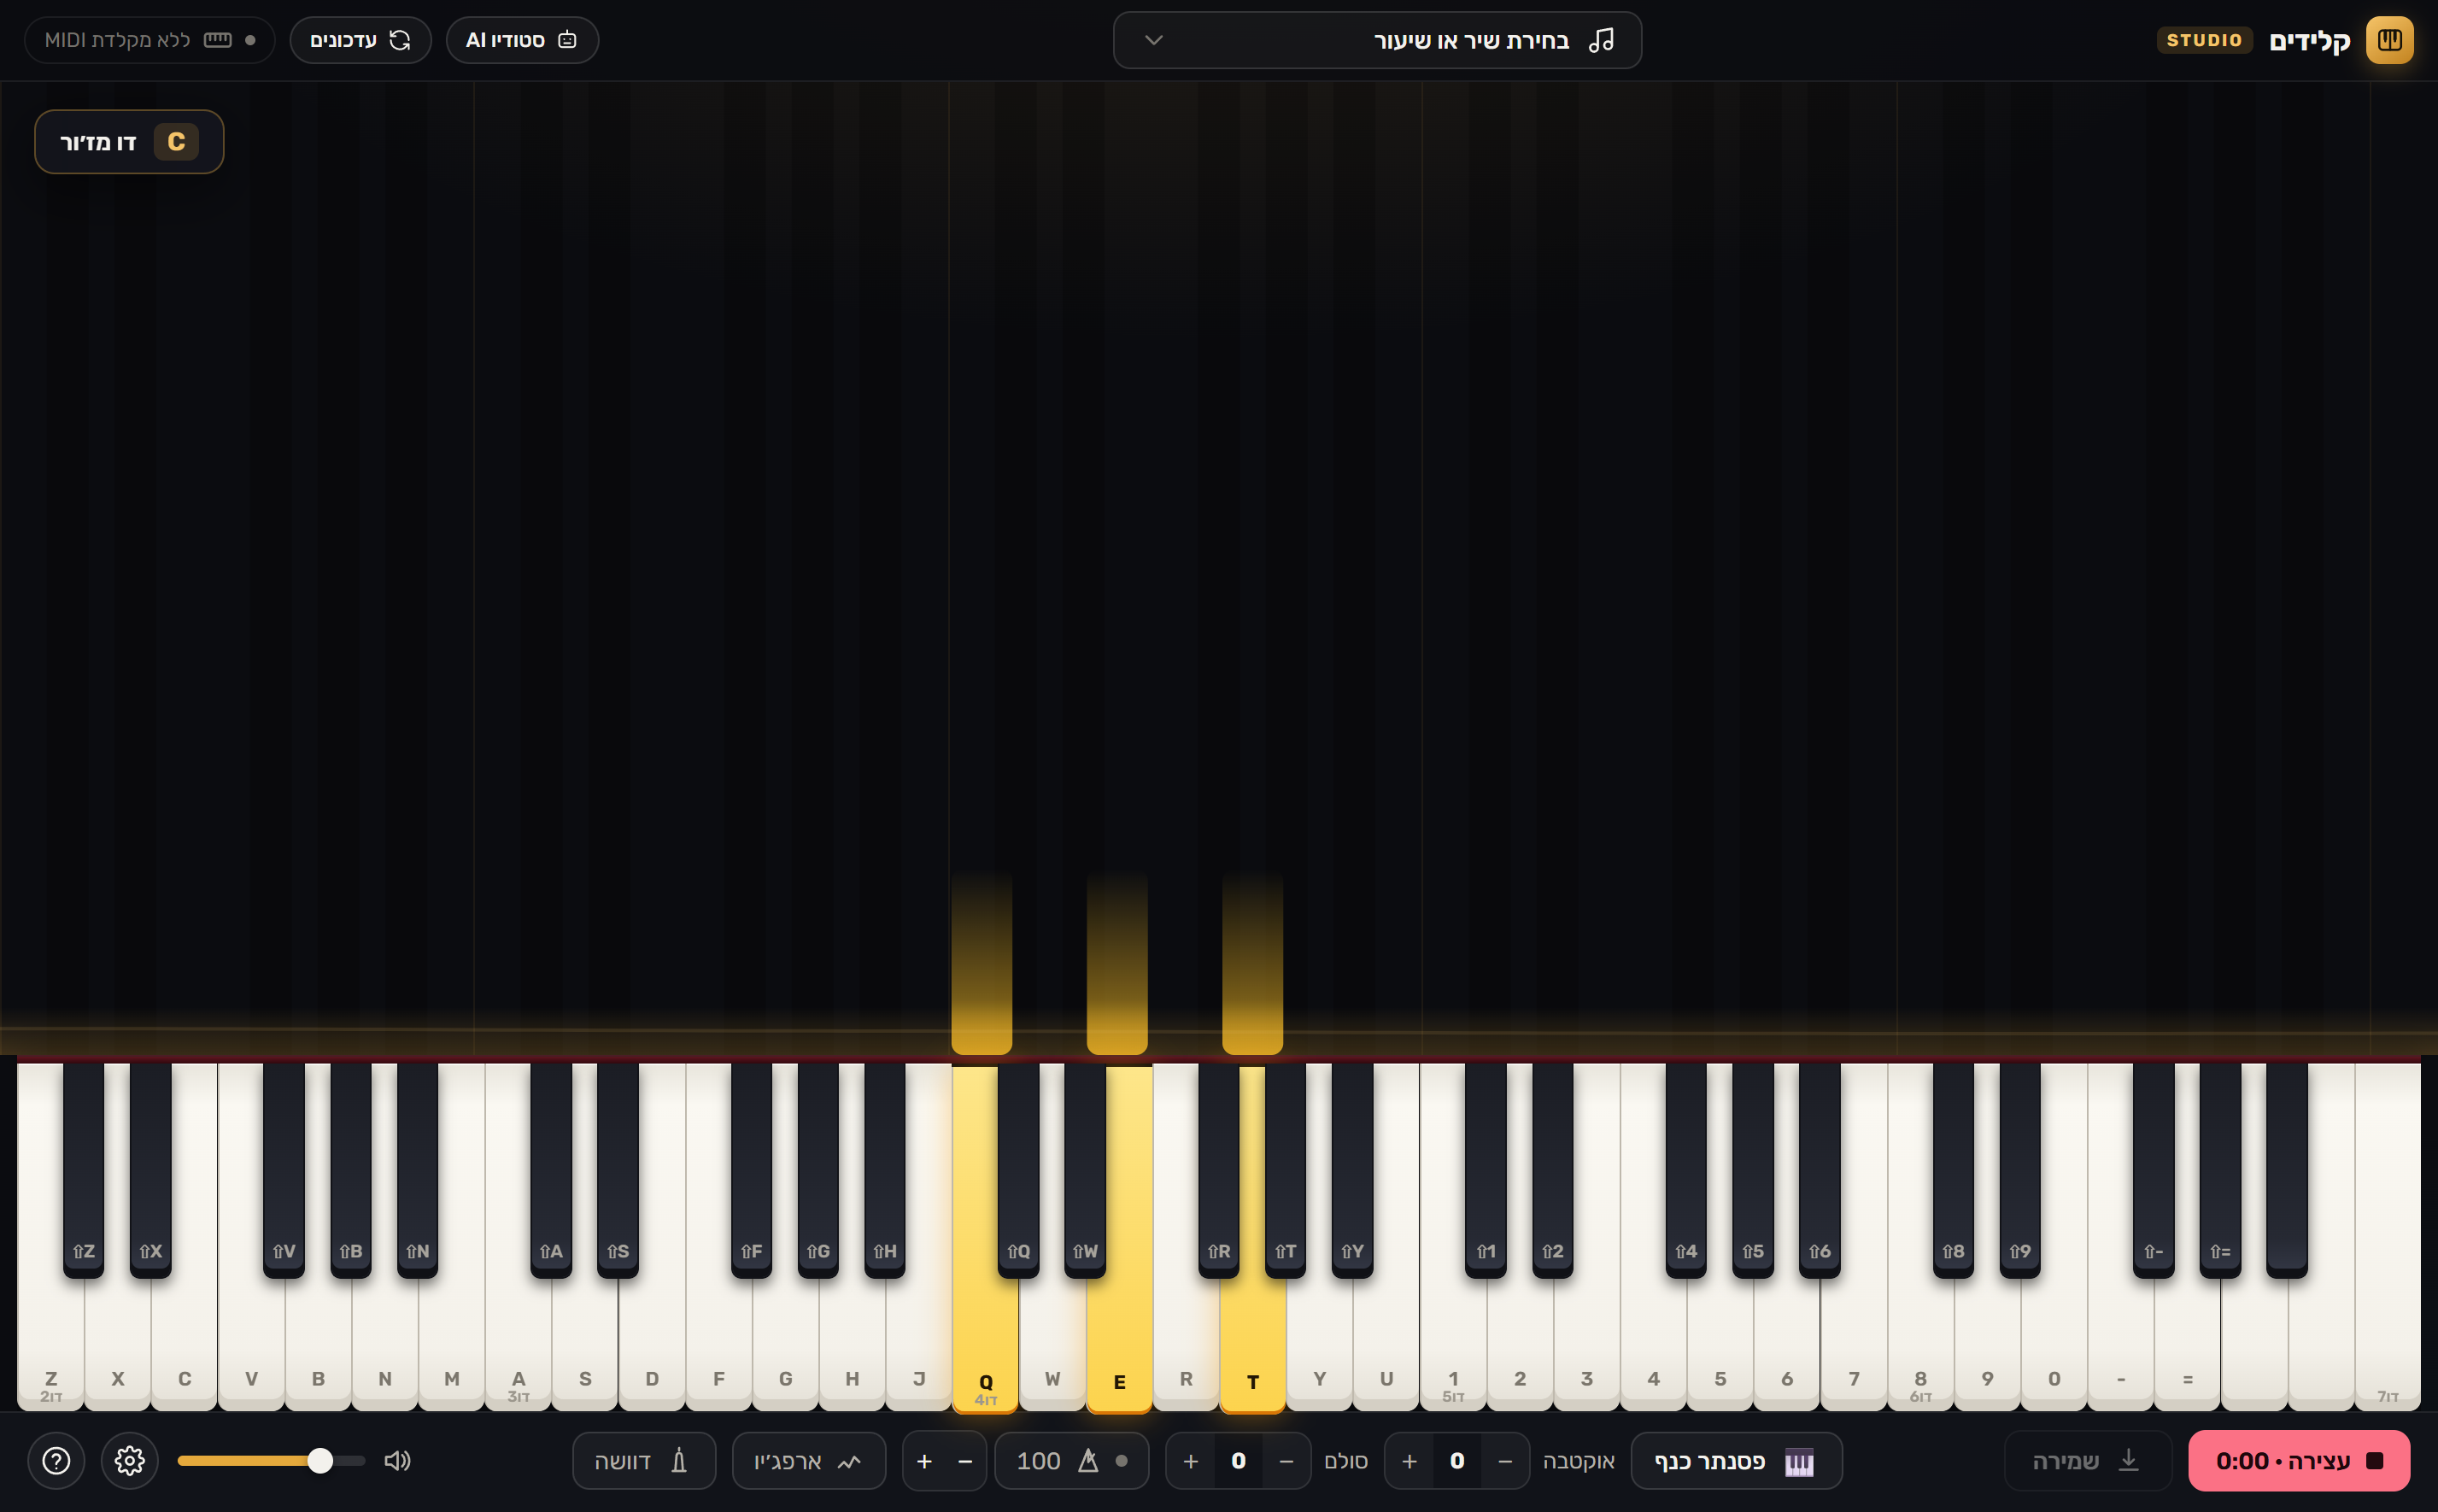 קלידים STUDIO
בחירת שיר או שיעור
סטודיו AI
עדכונים
ללא מקלדת MIDI
C דו מז׳ור
⇧Z ⇧X ⇧V ⇧B ⇧N ⇧A ⇧S ⇧F ⇧G ⇧H ⇧Q ⇧W ⇧R ⇧T ⇧Y ⇧1 ⇧2 ⇧4 ⇧5 ⇧6 ⇧8 ⇧9 ⇧- ⇧=
Z X C V B N M A S D F G H J Q W E R T Y U 1 2 3 4 5 6 7 8 9 0 - =
דו2 דו3 דו4 דו5 דו6 דו7
עצירה • 0:00
שמירה
פסנתר כנף
אוקטבה − 0 +
סולם − 0 +
100
− +
ארפג׳יו
דוושה